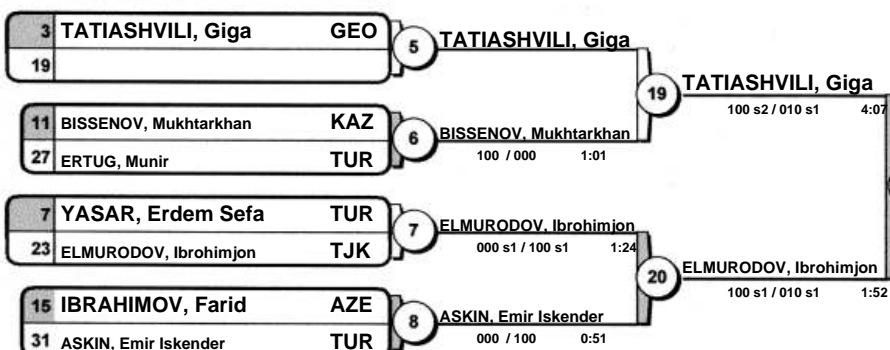 3 TATIASHVILI, Giga GEO
19
5 TATIASHVILI, Giga
11 BISSENOV, Mukhtarkhan KAZ
27 ERTUG, Munir TUR
6 BISSENOV, Mukhtarkhan
100 / 000 1:01
19 TATIASHVILI, Giga
100 s2 / 010 s1 4:07
7 YASAR, Erdem Sefa TUR
23 ELMURODOV, Ibrohimjon TJK
7 ELMURODOV, Ibrohimjon
000 s1 / 100 s1 1:24
15 IBRAHIMOV, Farid AZE
31 ASKIN, Emir Iskender TUR
8 ASKIN, Emir Iskender
000 / 100 0:51
20 ELMURODOV, Ibrohimjon
100 s1 / 010 s1 1:52